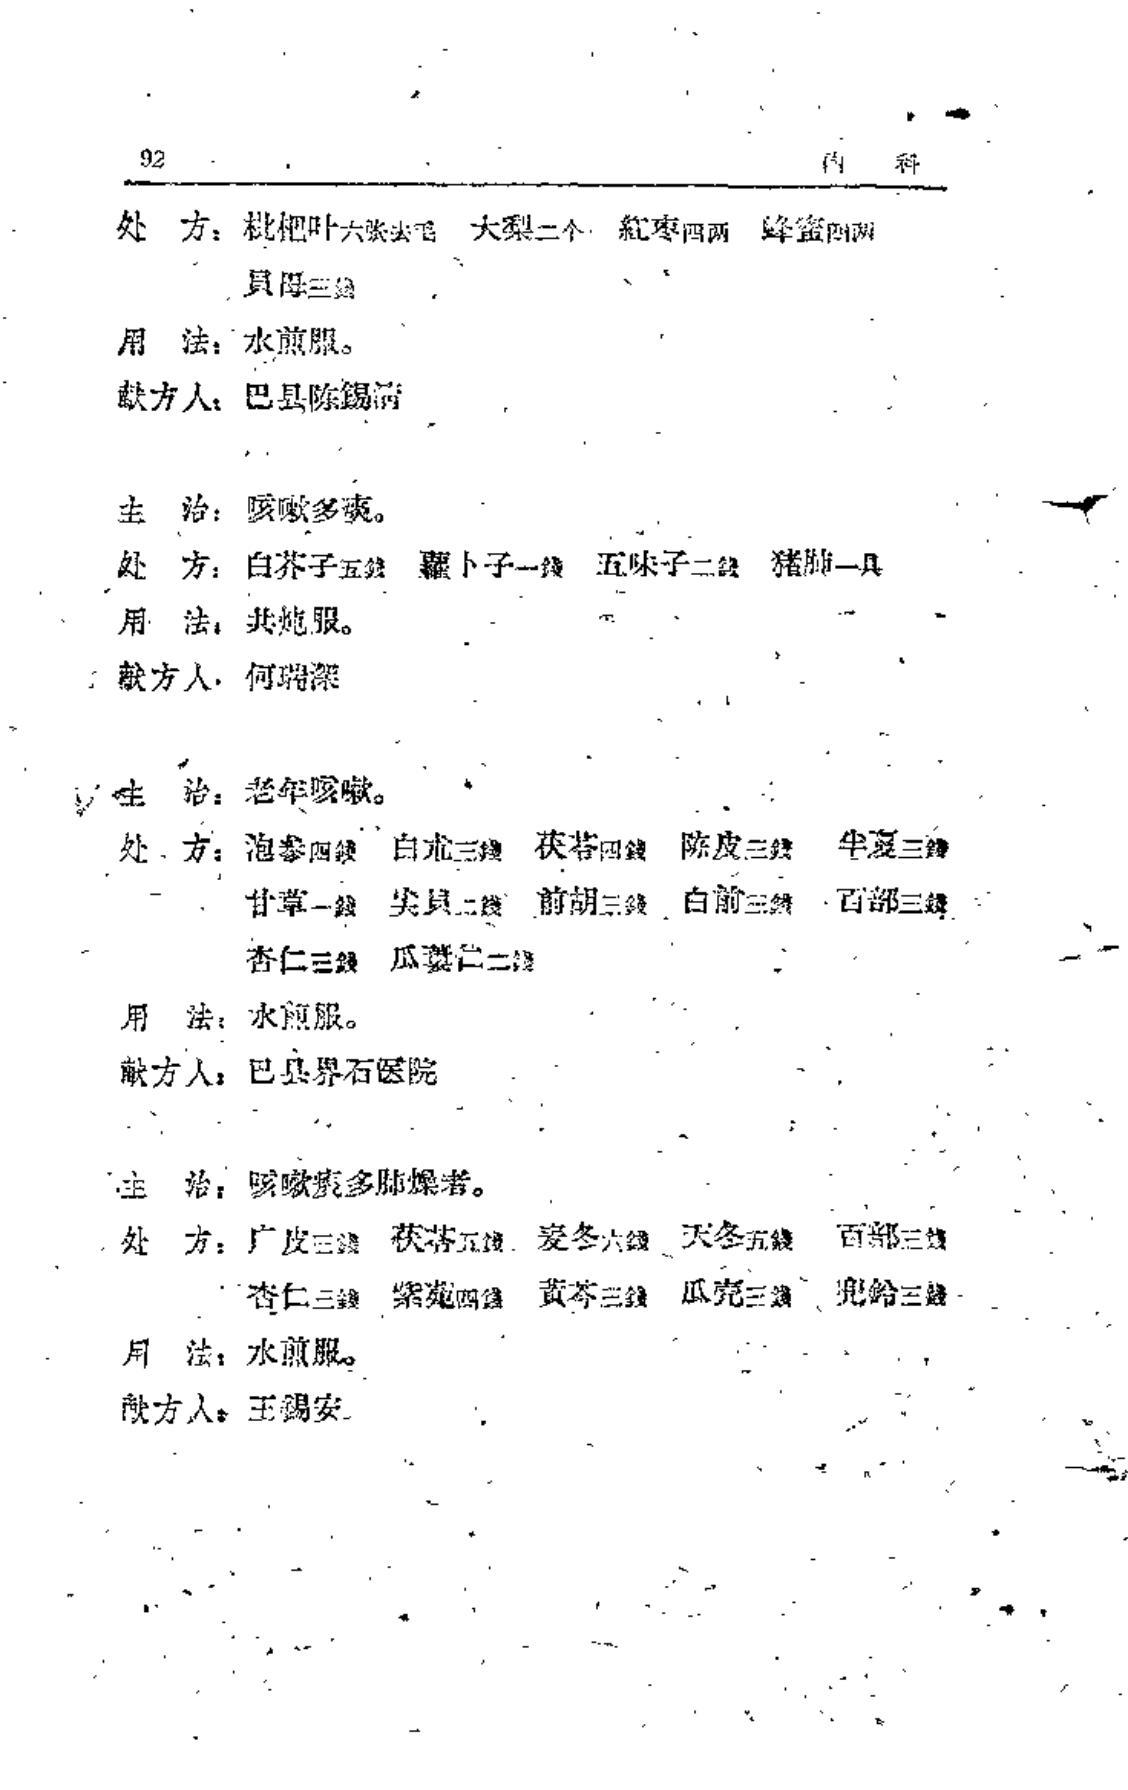 92 内 科
处 方：枇杷叶六张去毛 大梨二个 紅枣四两 蜂蜜四两
貝母三錢
用 法：水煎服。
献方人：巴县陈錫淸
主 治：咳嗽多痰。
处 方：白芥子五錢 蘿卜子一錢 五味子二錢 猪肺一具
用 法：共炖服。
献方人：何瑞深
主 治：老年咳嗽。
处 方：泡参四錢 白朮三錢 茯苓四錢 陈皮三錢 半夏三錢
甘草一錢 尖貝二錢 前胡三錢 白前三錢 百部三錢
杏仁三錢 瓜蔞仁二錢
用 法：水煎服。
献方人：巴县界石医院
主 治：咳嗽痰多肺燥者。
处 方：广皮三錢 茯苓五錢 麦冬六錢 天冬五錢 百部三錢
杏仁三錢 紫菀四錢 黃芩三錢 瓜壳三錢 兜鈴三錢
用 法：水煎服。
献方人：王錫安